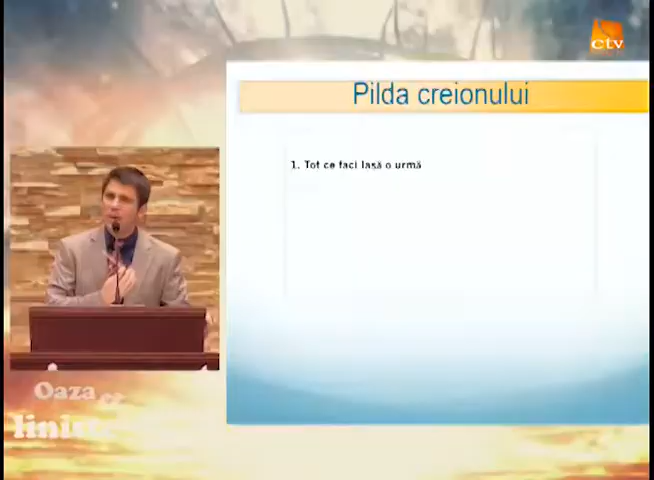 ctv
Pilda creionului
1. Tot ce faci lasă o urmă
Oaza